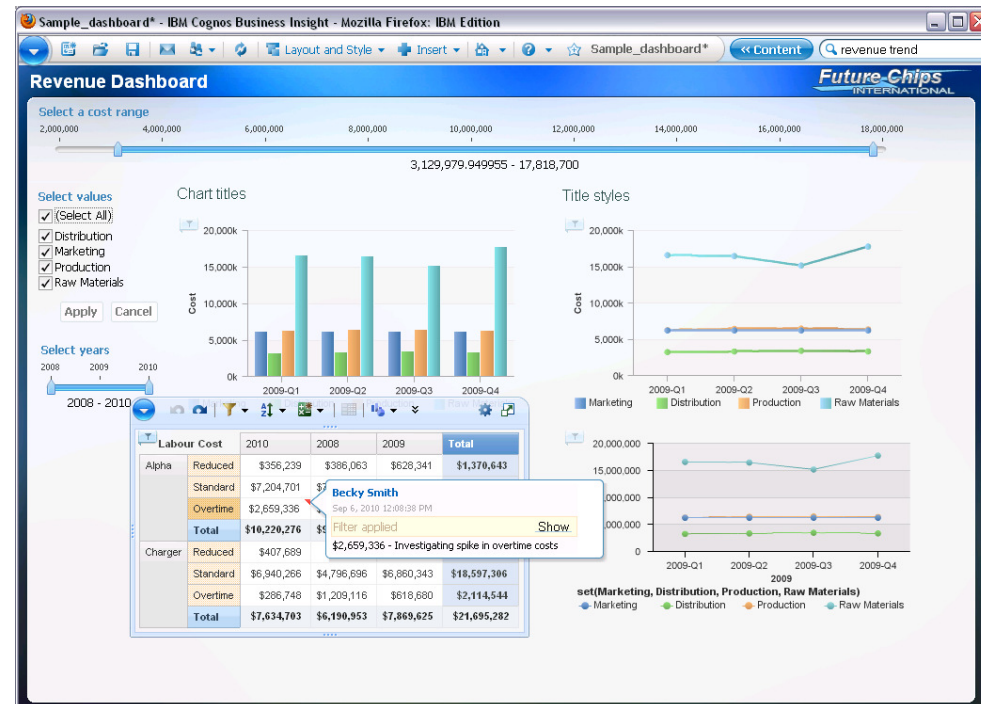 Sample_dashboard* - IBM Cognos Business Insight - Mozilla Firefox: IBM Edition
Layout and Style Insert Sample_dashboard* << Content revenue trend
Revenue Dashboard
Future Chips
INTERNATIONAL
Select a cost range
2,000,000 4,000,000 6,000,000 8,000,000 10,000,000 12,000,000 14,000,000 16,000,000 18,000,000
3,129,979.949955 - 17,818,700
Select values
(Select All)
Distribution
Marketing
Production
Raw Materials
Apply Cancel
Select years
2008 2009 2010
2008 - 2010
Chart titles
20,000k
15,000k
10,000k
5,000k
0k
Cost
2009-Q1 2009-Q2 2009-Q3 2009-Q4
Title styles
20,000k
15,000k
10,000k
5,000k
0k
Cost
2009-Q1 2009-Q2 2009-Q3 2009-Q4
Marketing Distribution Production Raw Materials
Labour Cost 2010 2008 2009 Total
Alpha Reduced $356,239 $386,063 $628,341 $1,370,643
Standard $7,204,701
Overtime $2,659,336
Total $10,220,276
Charger Reduced $407,689
Standard $6,940,266 $4,796,696 $6,860,343 $18,597,306
Overtime $286,748 $1,209,116 $618,680 $2,114,544
Total $7,634,703 $6,190,953 $7,869,625 $21,695,282
Becky Smith
Sep 6, 2010 12:08:38 PM
Filter applied Show
$2,659,336 - Investigating spike in overtime costs
20,000,000
15,000,000
,000,000
,000,000
0
2009-Q1 2009-Q2 2009-Q3 2009-Q4
2009
set(Marketing, Distribution, Production, Raw Materials)
Marketing Distribution Production Raw Materials